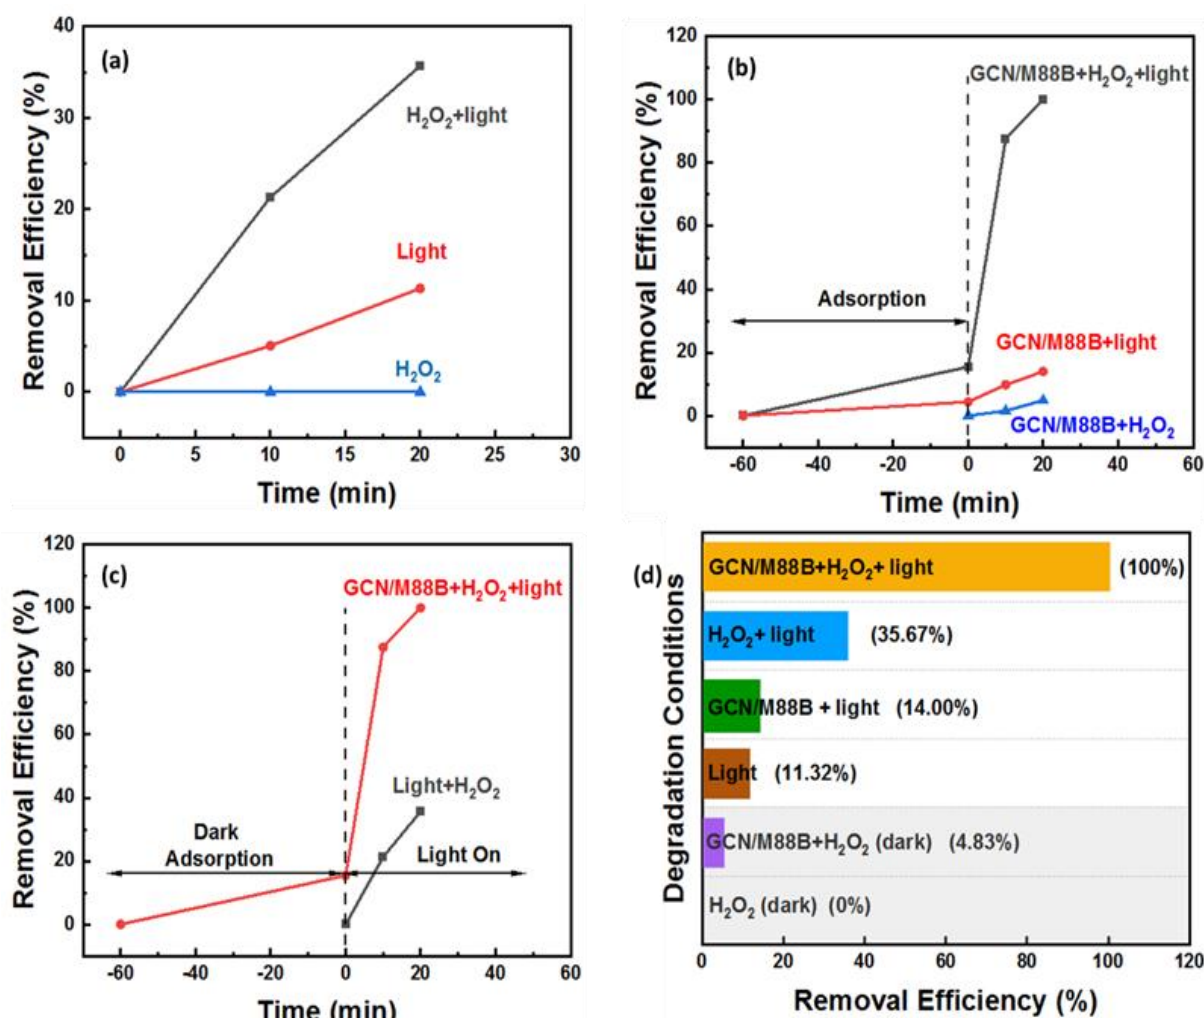 (a)
40
30
20
10
0
Removal Efficiency (%)
H₂O₂+light
Light
H₂O₂
0 5 10 15 20 25 30
Time (min)
(b)
120
100
80
60
40
20
0
Removal Efficiency (%)
GCN/M88B+H₂O₂+light
Adsorption
GCN/M88B+light
GCN/M88B+H₂O₂
-60 -40 -20 0 20 40 60
Time (min)
(c)
120
100
80
60
40
20
0
Removal Efficiency (%)
GCN/M88B+H₂O₂+light
Light+H₂O₂
Dark
Adsorption
Light On
-60 -40 -20 0 20 40 60
Time (min)
(d)
Degradation Conditions
GCN/M88B+H₂O₂+ light (100%)
H₂O₂+ light (35.67%)
GCN/M88B + light (14.00%)
Light (11.32%)
GCN/M88B+H₂O₂ (dark) (4.83%)
H₂O₂ (dark) (0%)
0 20 40 60 80 100 120
Removal Efficiency (%)